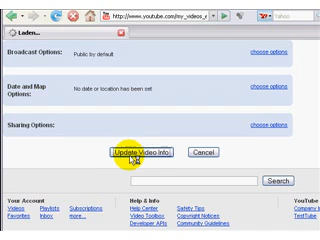 http://www.youtube.com/my_videos_e
Yahoo
Laden...
Broadcast Options: Public by default choose options
Date and Map Options: No date or location has been set choose options
Sharing Options: choose options
Update Video Info Cancel
Search
Your Account Help & Info YouTube
Videos Playlists Subscriptions Help Center Safety Tips Company In
Favorites Inbox more... Video Toolbox Copyright Notices TestTube
Developer APIs Community Guidelines